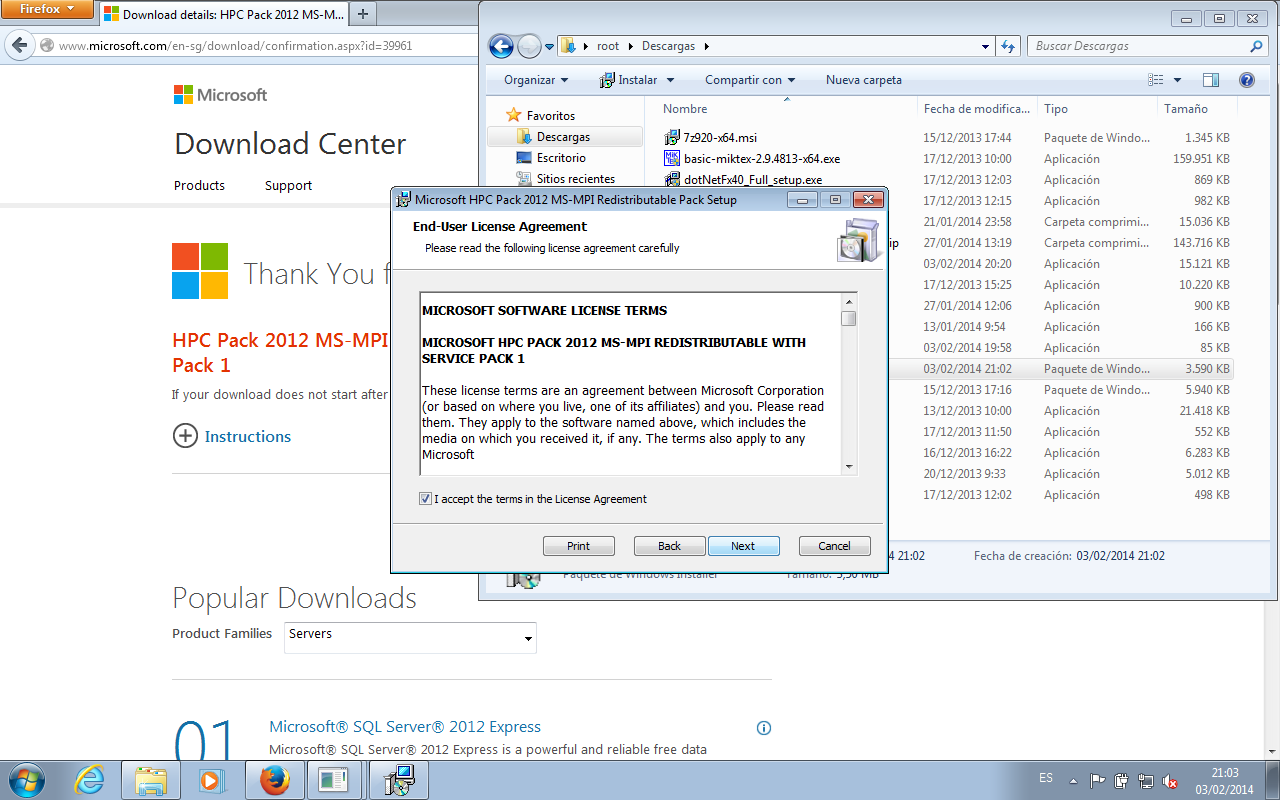 Firefox
Download details: HPC Pack 2012 MS-M...
www.microsoft.com/en-sg/download/confirmation.aspx?id=39961
Microsoft
Download Center
Products
Support
Thank You f
HPC Pack 2012 MS-MPI
Pack 1
If your download does not start after
Instructions
Popular Downloads
Product Families
Servers
01
Microsoft® SQL Server® 2012 Express
Microsoft® SQL Server® 2012 Express is a powerful and reliable free data
root
Descargas
Buscar Descargas
Organizar
Instalar
Compartir con
Nueva carpeta
Favoritos
Descargas
Escritorio
Sitios recientes
Nombre
Fecha de modifica...
Tipo
Tamaño
7z920-x64.msi 15/12/2013 17:44 Paquete de Windo... 1.345 KB
basic-miktex-2.9.4813-x64.exe 17/12/2013 10:00 Aplicación 159.951 KB
dotNetFx40_Full_setup.exe 17/12/2013 12:03 Aplicación 869 KB
17/12/2013 12:15 Aplicación 982 KB
21/01/2014 23:58 Carpeta comprimi... 15.036 KB
ip 27/01/2014 13:19 Carpeta comprimi... 143.716 KB
03/02/2014 20:20 Aplicación 15.121 KB
17/12/2013 15:25 Aplicación 10.220 KB
27/01/2014 12:06 Aplicación 900 KB
13/01/2014 9:54 Aplicación 166 KB
03/02/2014 19:58 Aplicación 85 KB
03/02/2014 21:02 Paquete de Windo... 3.590 KB
15/12/2013 17:16 Paquete de Windo... 5.940 KB
13/12/2013 10:00 Aplicación 21.418 KB
17/12/2013 11:50 Aplicación 552 KB
16/12/2013 16:22 Aplicación 6.283 KB
20/12/2013 9:33 Aplicación 5.012 KB
17/12/2013 12:02 Aplicación 498 KB
4 21:02
Fecha de creación: 03/02/2014 21:02
Paquete de Windows Installer
Tamaño: 3,50 MB
Microsoft HPC Pack 2012 MS-MPI Redistributable Pack Setup
End-User License Agreement
Please read the following license agreement carefully
MICROSOFT SOFTWARE LICENSE TERMS
MICROSOFT HPC PACK 2012 MS-MPI REDISTRIBUTABLE WITH
SERVICE PACK 1
These license terms are an agreement between Microsoft Corporation
(or based on where you live, one of its affiliates) and you. Please read
them. They apply to the software named above, which includes the
media on which you received it, if any. The terms also apply to any
Microsoft
I accept the terms in the License Agreement
Print
Back
Next
Cancel
ES
21:03
03/02/2014